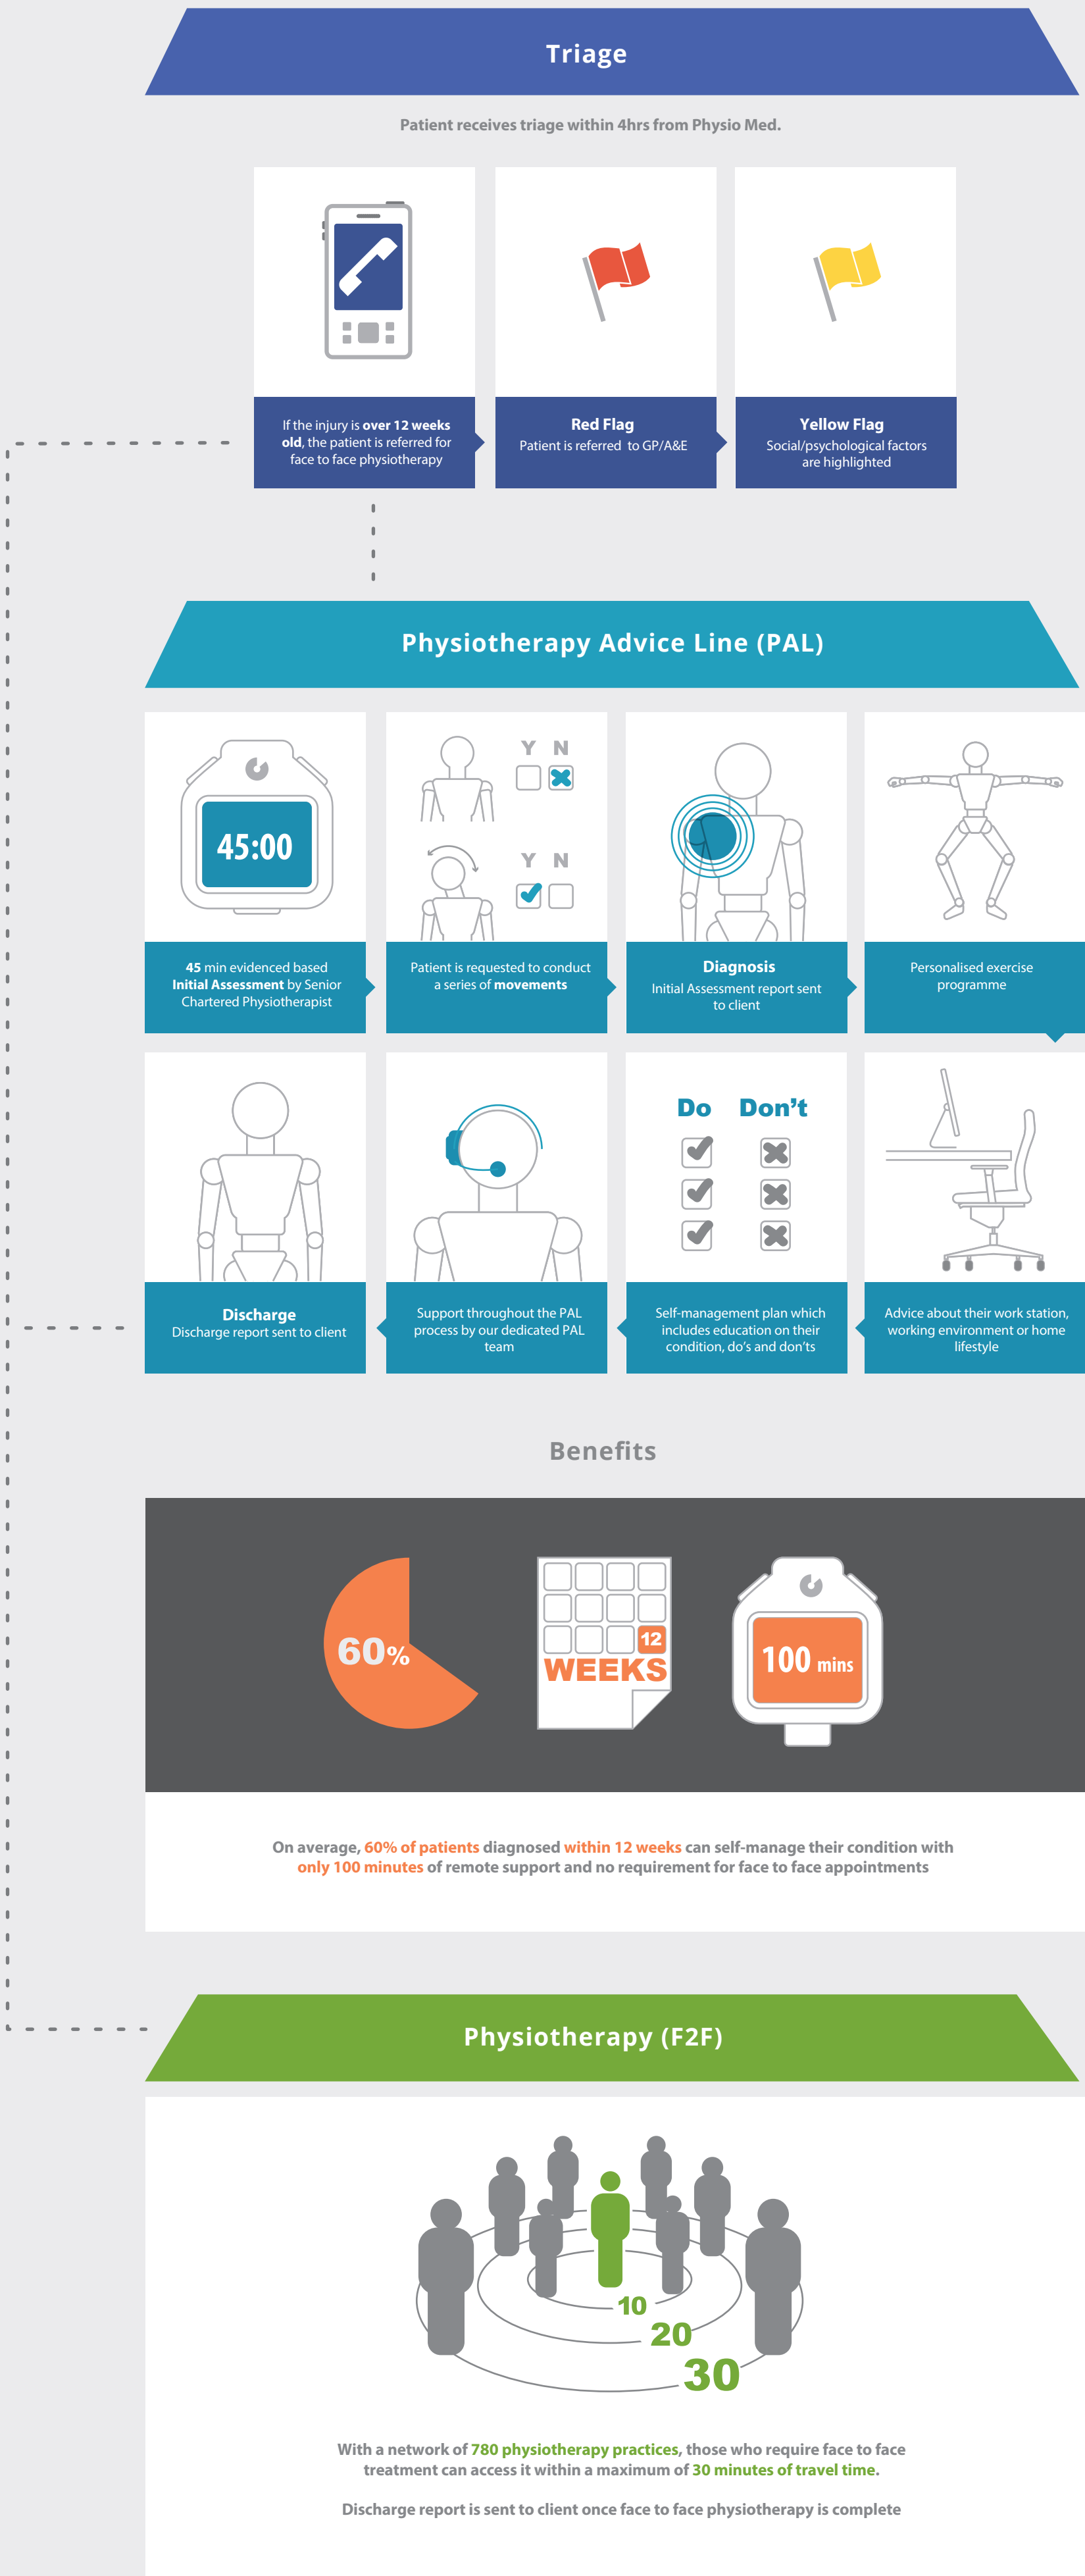 Triage
Patient receives triage within 4hrs from Physio Med.
If the injury is over 12 weeks
old, the patient is referred for
face to face physiotherapy
Red Flag
Patient is referred to GP/A&E
Yellow Flag
Social/psychological factors
are highlighted
Physiotherapy Advice Line (PAL)
45:00
Y N
Y N
45 min evidenced based
Initial Assessment by Senior
Chartered Physiotherapist
Patient is requested to conduct
a series of movements
Diagnosis
Initial Assessment report sent
to client
Personalised exercise
programme
Do Don't
Discharge
Discharge report sent to client
Support throughout the PAL
process by our dedicated PAL
team
Self-management plan which
includes education on their
condition, do's and don'ts
Advice about their work station,
working environment or home
lifestyle
Benefits
60%
12
WEEKS
100 mins
On average, 60% of patients diagnosed within 12 weeks can self-manage their condition with
only 100 minutes of remote support and no requirement for face to face appointments
Physiotherapy (F2F)
10
20
30
With a network of 780 physiotherapy practices, those who require face to face
treatment can access it within a maximum of 30 minutes of travel time.
Discharge report is sent to client once face to face physiotherapy is complete